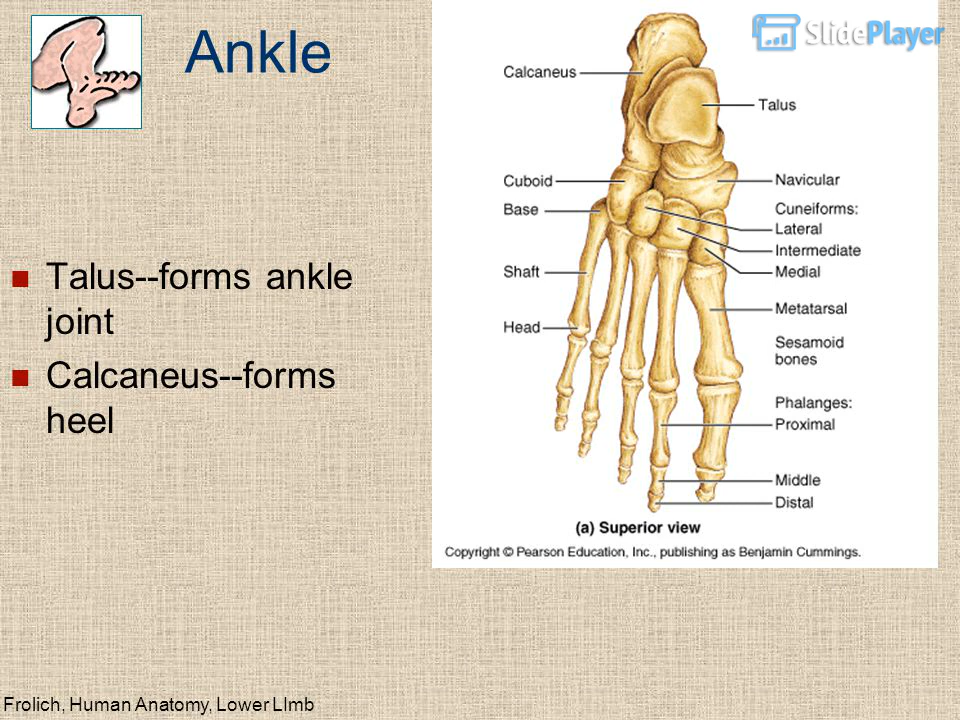 Ankle
SlidePlayer
Talus--forms ankle
joint
Calcaneus--forms
heel
Calcaneus
Talus
Cuboid
Navicular
Base
Cuneiforms:
Lateral
Intermediate
Shaft
Medial
Metatarsal
Head
Sesamoid
bones
Phalanges:
Proximal
Middle
Distal
(a) Superior view
Copyright © Pearson Education, Inc., publishing as Benjamin Cummings.
Frolich, Human Anatomy, Lower LImb